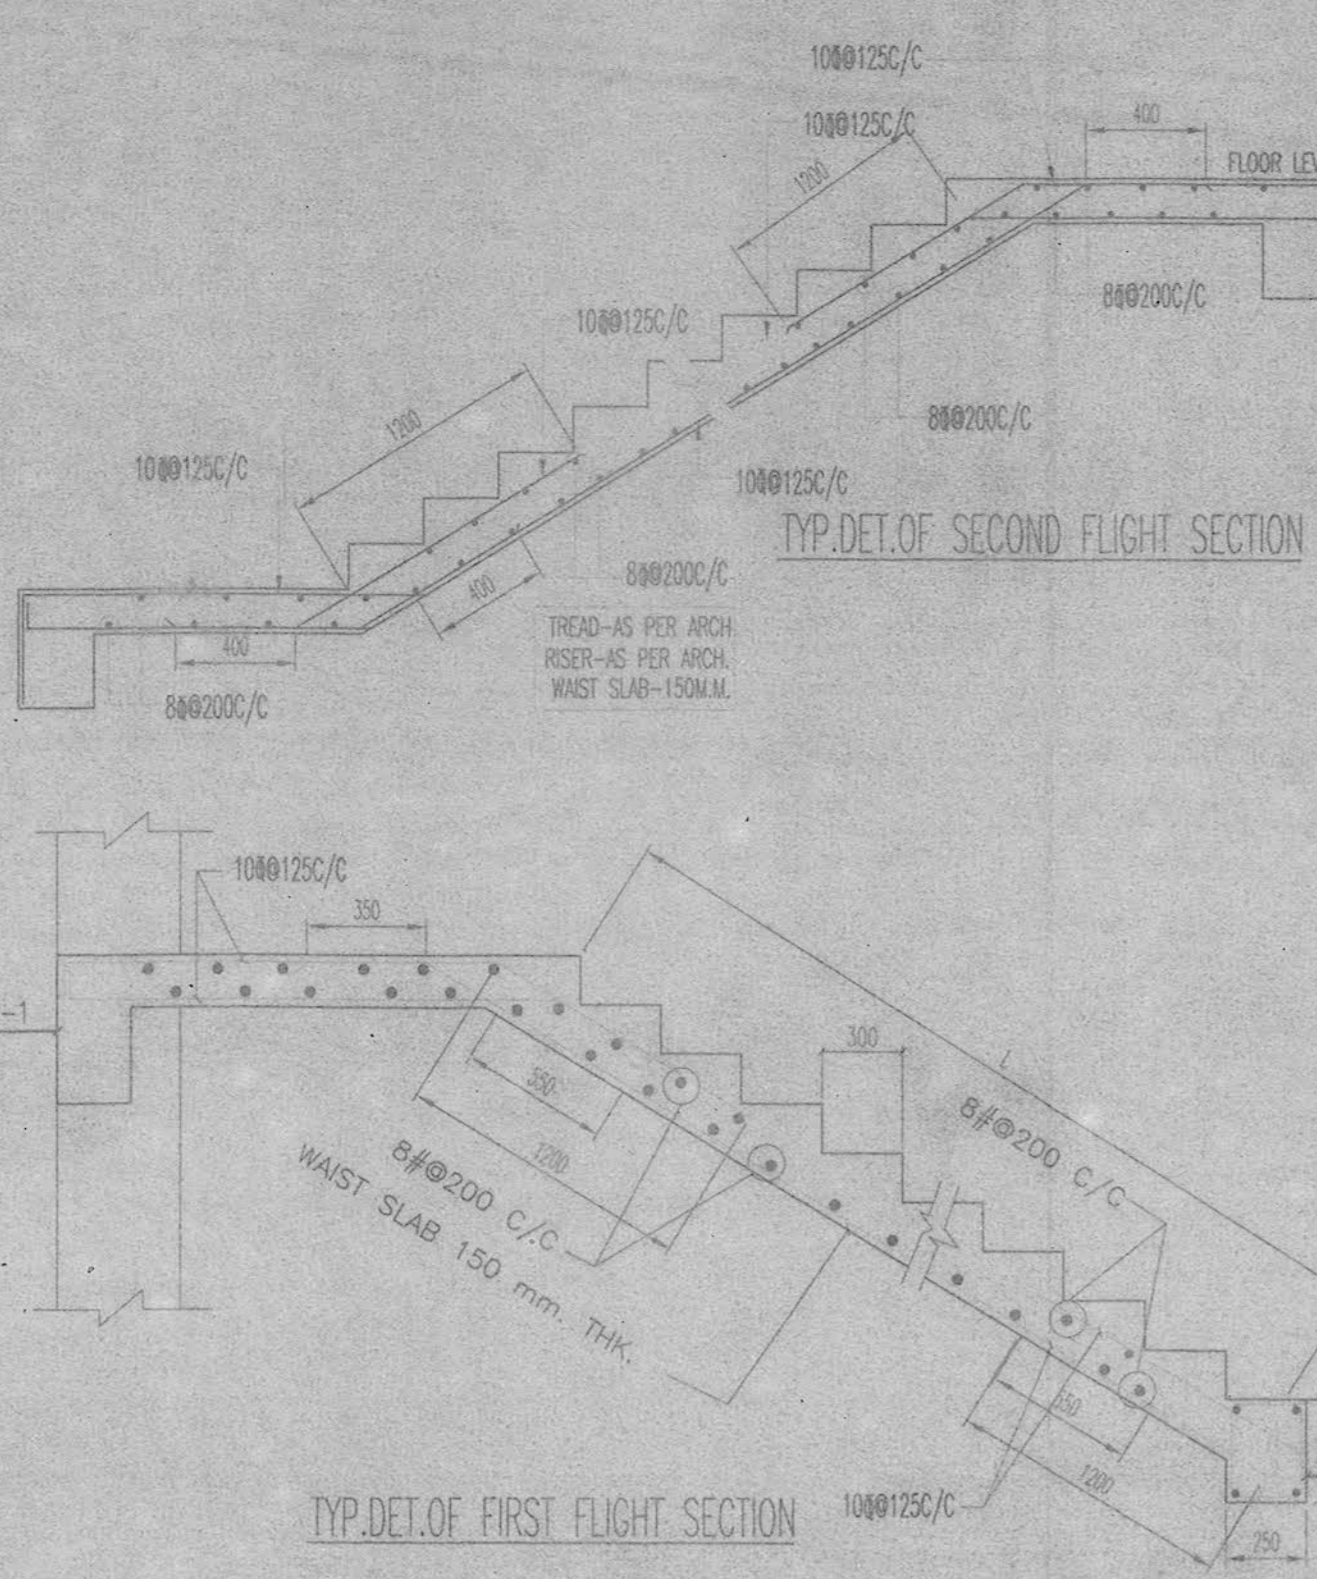 10Φ@125C/C
10Φ@125C/C
400
1200
FLOOR LEV
8Φ@200C/C
10Φ@125C/C
1200
8Φ@200C/C
10Φ@125C/C
10Φ@125C/C
TYP.DET.OF SECOND FLIGHT SECTION
8Φ@200C/C
400
TREAD-AS PER ARCH
RISER-AS PER ARCH.
WAIST SLAB-150M.M.
400
8Φ@200C/C
10Φ@125C/C
350
-1
300
L
550
8#@200 C/C
1200
8#@200 C/.C
WAIST SLAB 150 mm. THK.
550
1200
10Φ@125C/C
TYP.DET.OF FIRST FLIGHT SECTION
250